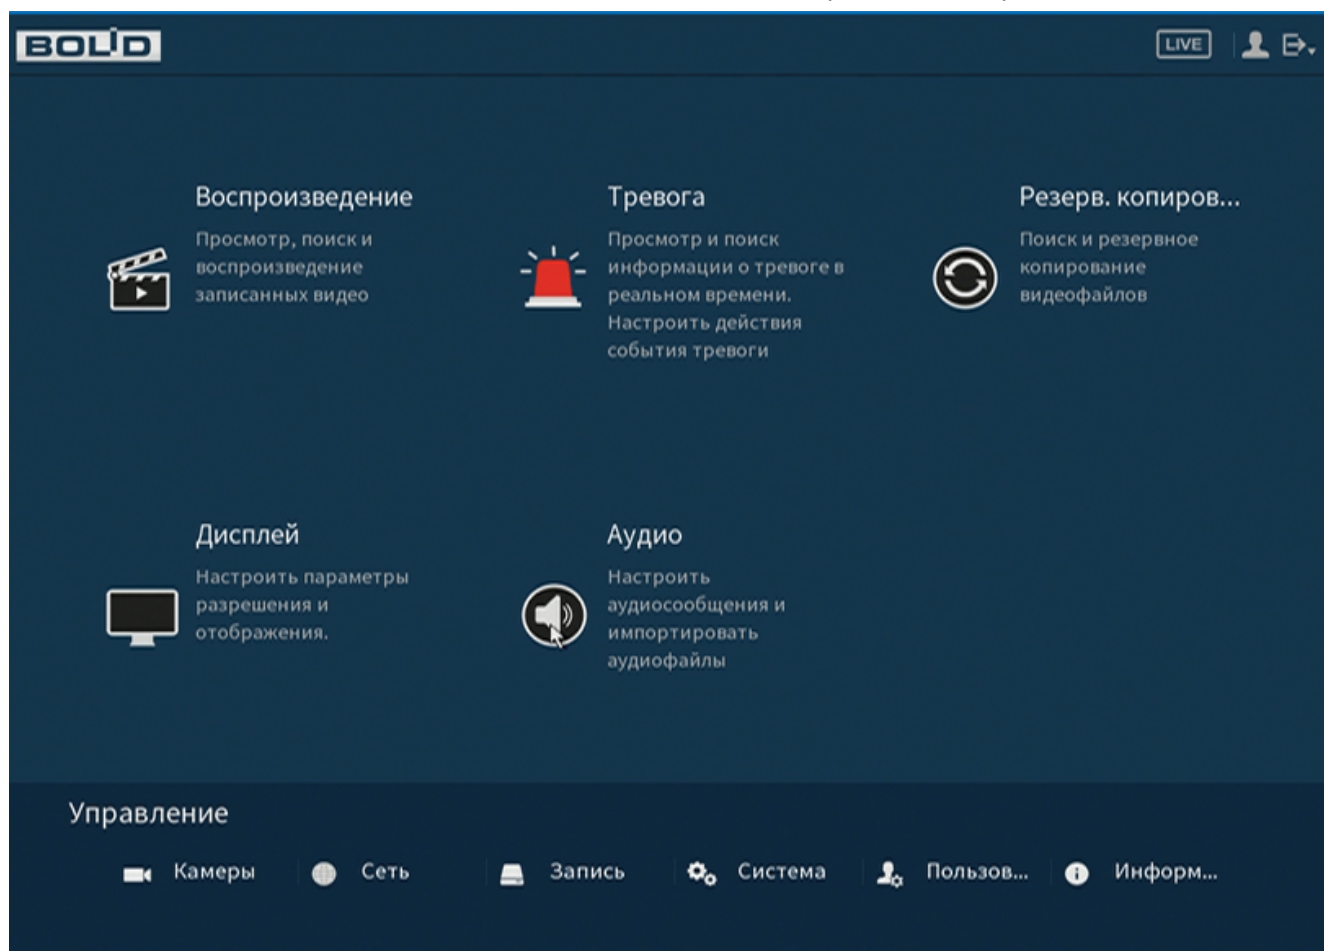 BOLID
LIVE
Воспроизведение
Просмотр, поиск и
воспроизведение
записанных видео
Тревога
Просмотр и поиск
информации о тревоге в
реальном времени.
Настроить действия
события тревоги
Резерв. копиров...
Поиск и резервное
копирование
видеофайлов
Дисплей
Настроить параметры
разрешения и
отображения.
Аудио
Настроить
аудиосообщения и
импортировать
аудиофайлы
Управление
Камеры
Сеть
Запись
Система
Пользов...
Информ...